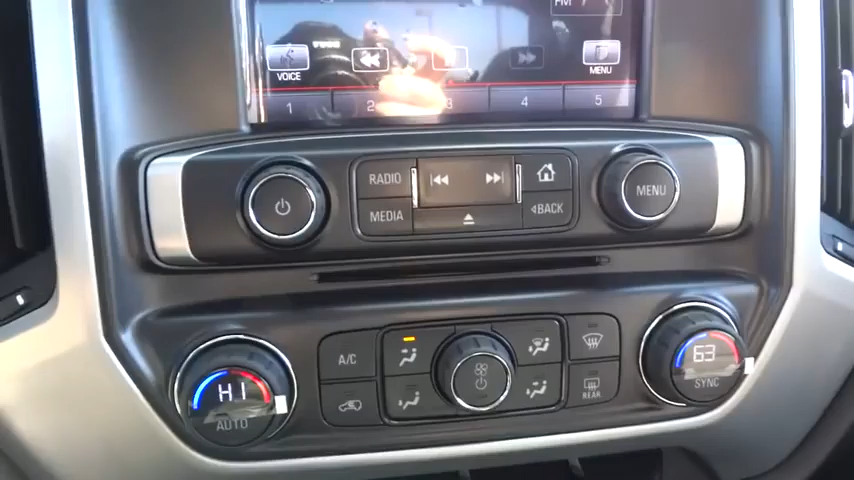 FM
VOICE
MENU
1 2 3 4 5
RADIO
MENU
MEDIA
BACK
A/C
63
HI
SYNC
AUTO
REAR